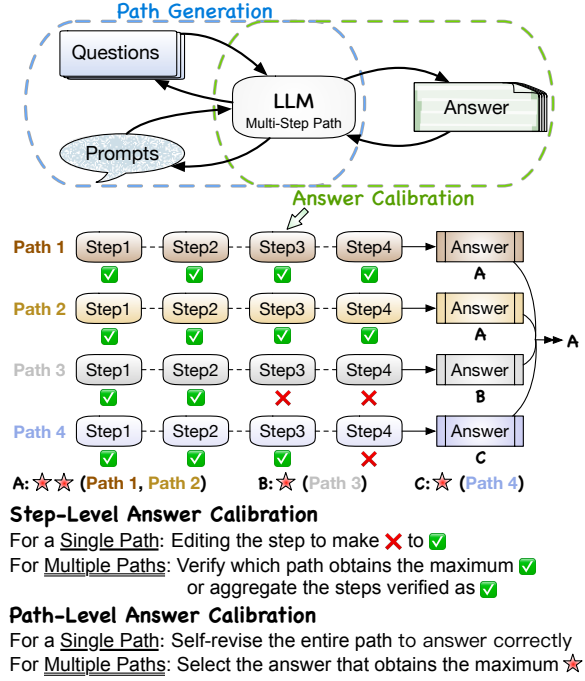 Path Generation
Questions
LLM
Multi-Step Path
Answer
Prompts
Answer Calibration
Path 1 Step1 Step2 Step3 Step4 Answer
A
Path 2 Step1 Step2 Step3 Step4 Answer
A
A
Path 3 Step1 Step2 Step3 Step4 Answer
B
Path 4 Step1 Step2 Step3 Step4 Answer
C
A: (Path 1, Path 2) B: (Path 3) C: (Path 4)
Step-Level Answer Calibration
For a Single Path: Editing the step to make ❌ to ✅
For Multiple Paths: Verify which path obtains the maximum ✅
or aggregate the steps verified as ✅
Path-Level Answer Calibration
For a Single Path: Self-revise the entire path to answer correctly
For Multiple Paths: Select the answer that obtains the maximum